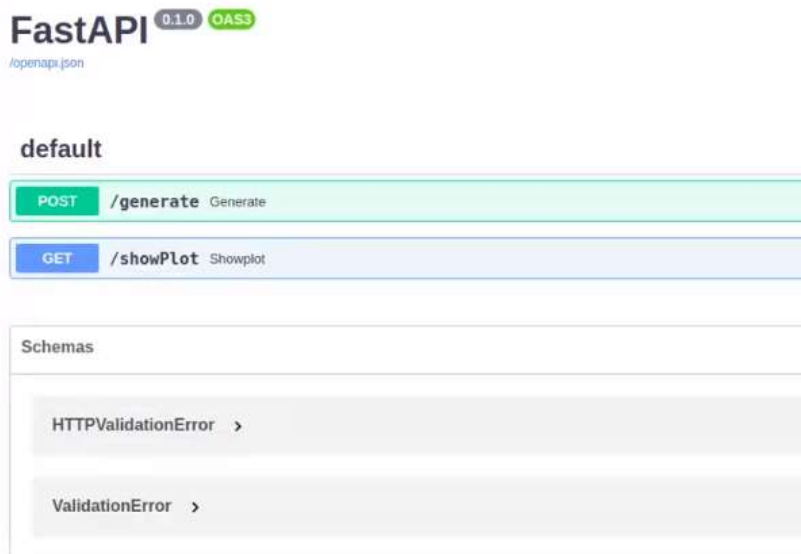 FastAPI 0.1.0 OAS3
/openapi.json
default
POST /generate Generate
GET /showPlot Showplot
Schemas
HTTPValidationError
ValidationError